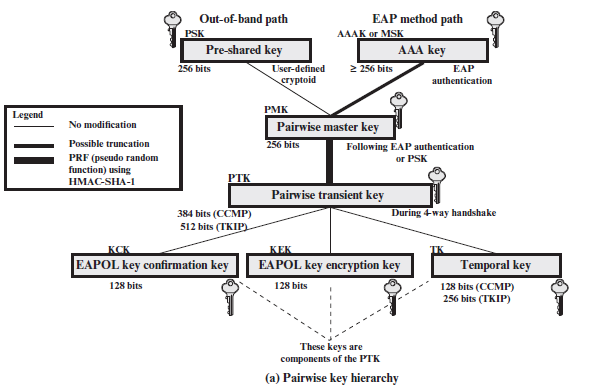 Out-of-band path
EAP method path
PSK
AAAK or MSK
Pre-shared key
AAA key
256 bits
User-defined
cryptoid
≥ 256 bits
EAP
authentication
Legend
No modification
Possible truncation
PRF (pseudo random
function) using
HMAC-SHA-1
PMK
Pairwise master key
256 bits
Following EAP authentication
or PSK
PTK
Pairwise transient key
384 bits (CCMP)
512 bits (TKIP)
During 4-way handshake
KCK
KEK
TK
EAPOL key confirmation key
EAPOL key encryption key
Temporal key
128 bits
128 bits
128 bits (CCMP)
256 bits (TKIP)
These keys are
components of the PTK
(a) Pairwise key hierarchy